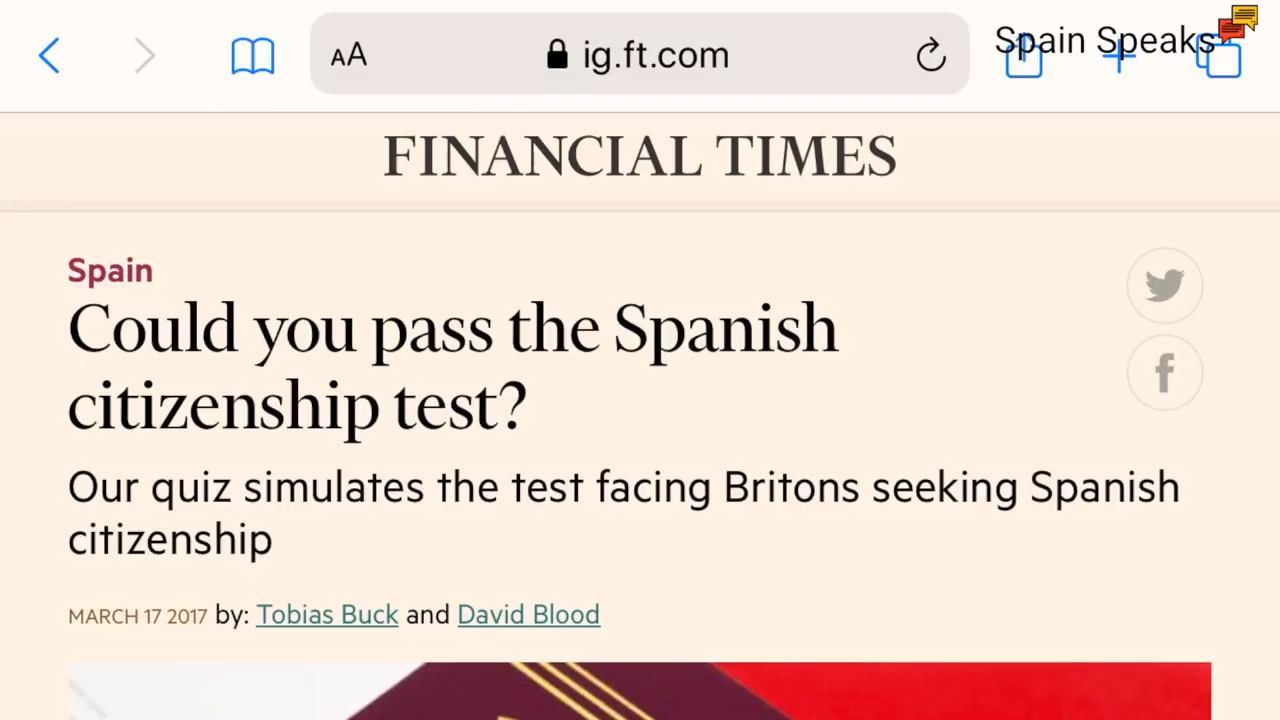 AA ig.ft.com Spain Speaks
FINANCIAL TIMES
Spain
Could you pass the Spanish
citizenship test?
Our quiz simulates the test facing Britons seeking Spanish
citizenship
MARCH 17 2017 by: Tobias Buck and David Blood